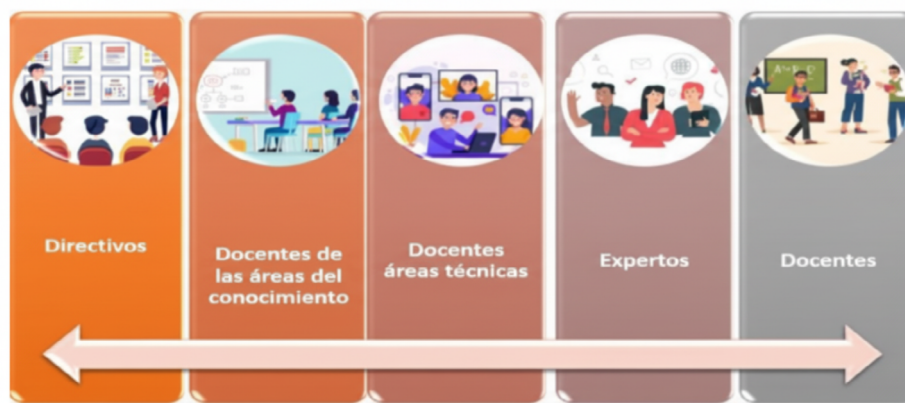 Directivos
Docentes de
las áreas del
conocimiento
Docentes
áreas técnicas
Expertos
Docentes